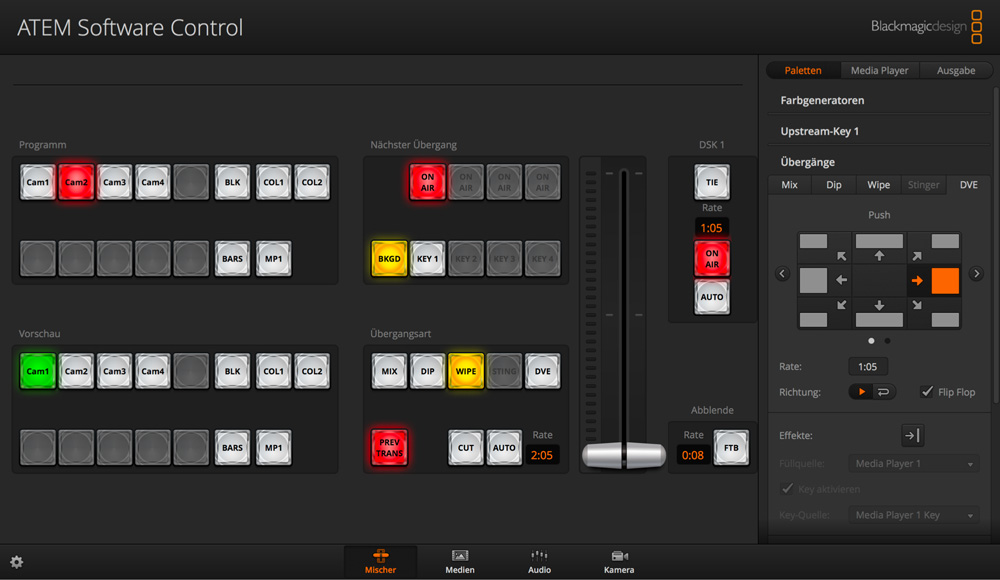 ATEM Software Control
Blackmagicdesign
Paletten Media Player Ausgabe
Farbgeneratoren
Upstream-Key 1
Übergänge
Mix Dip Wipe Stinger DVE
Push
Rate: 1:05
Richtung: Flip Flop
Effekte:
Füllquelle: Media Player 1
Key aktivieren
Key-Quelle: Media Player 1 Key
Programm
Cam1 Cam2 Cam3 Cam4 BLK COL1 COL2
BARS MP1
Nächster Übergang
ON AIR ON AIR ON AIR ON AIR
BKGD KEY 1 KEY 2 KEY 3 KEY 4
DSK 1
TIE
Rate
1:05
ON AIR
AUTO
Vorschau
Cam1 Cam2 Cam3 Cam4 BLK COL1 COL2
BARS MP1
Übergangsart
MIX DIP WIPE STING DVE
PREV TRANS CUT AUTO Rate
2:05
Abblende
Rate
0:08 FTB
Mischer Medien Audio Kamera